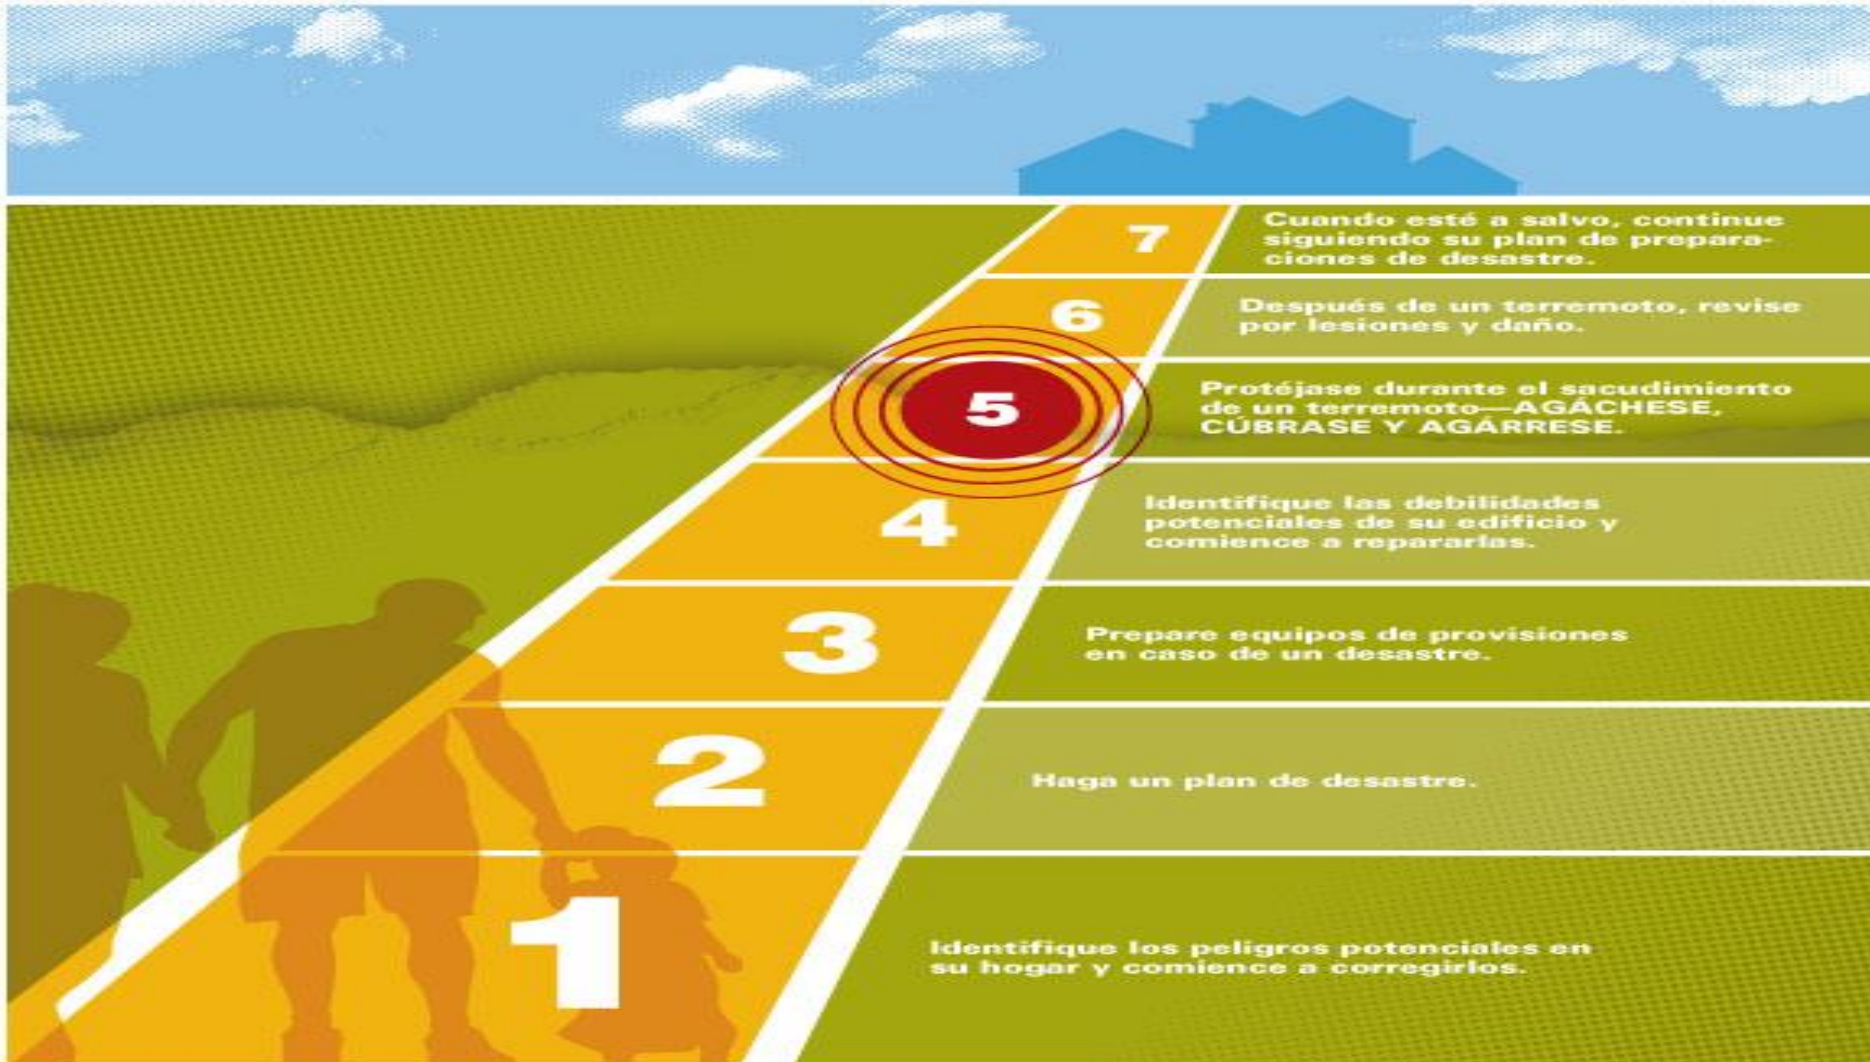 7
Cuando esté a salvo, continue
siguiendo su plan de prepara-
ciones de desastre.
6
Después de un terremoto, revise
por lesiones y daño.
5
Protéjase durante el sacudimiento
de un terremoto—AGÁCHESE,
CÚBRASE Y AGÁRRESE.
4
Identifique las debilidades
potenciales de su edificio y
comience a repararlas.
3
Prepare equipos de provisiones
en caso de un desastre.
2
Haga un plan de desastre.
1
Identifique los peligros potenciales en
su hogar y comience a corregirlos.